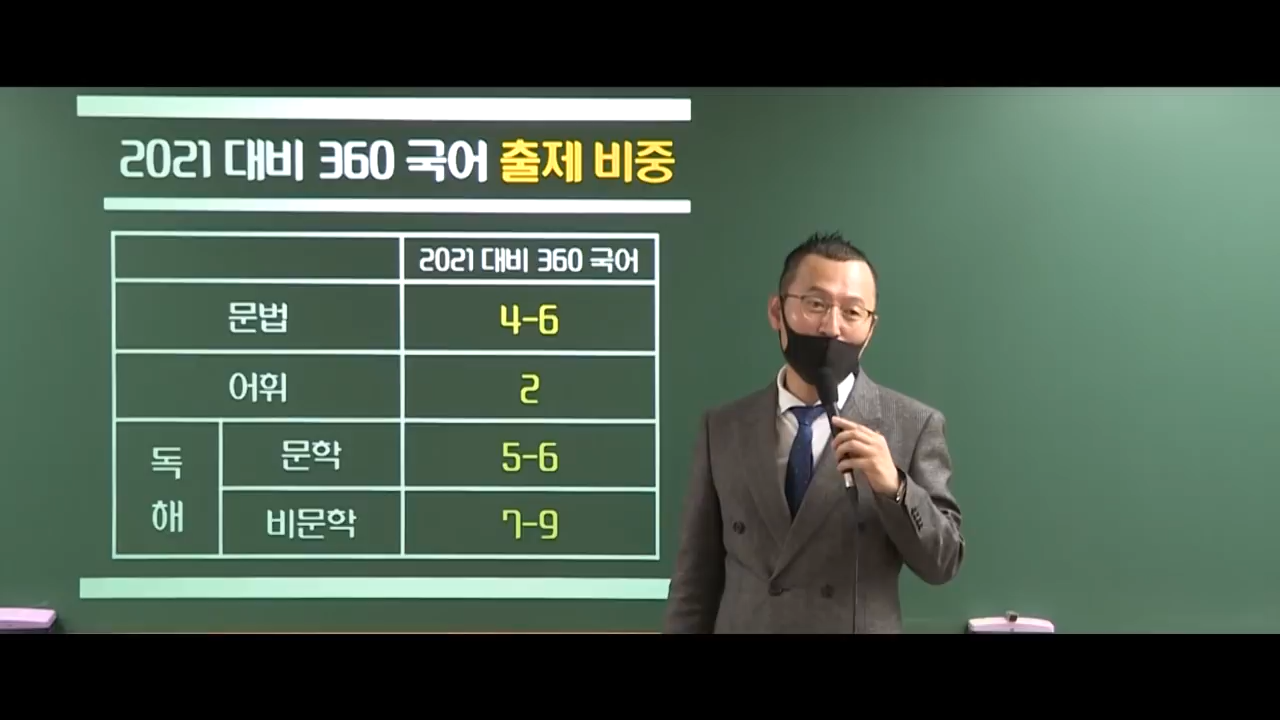 2021 대비 360 국어 출제 비중
2021 대비 360 국어
문법 4-6
어휘 2
독해
문학 5-6
비문학 7-9